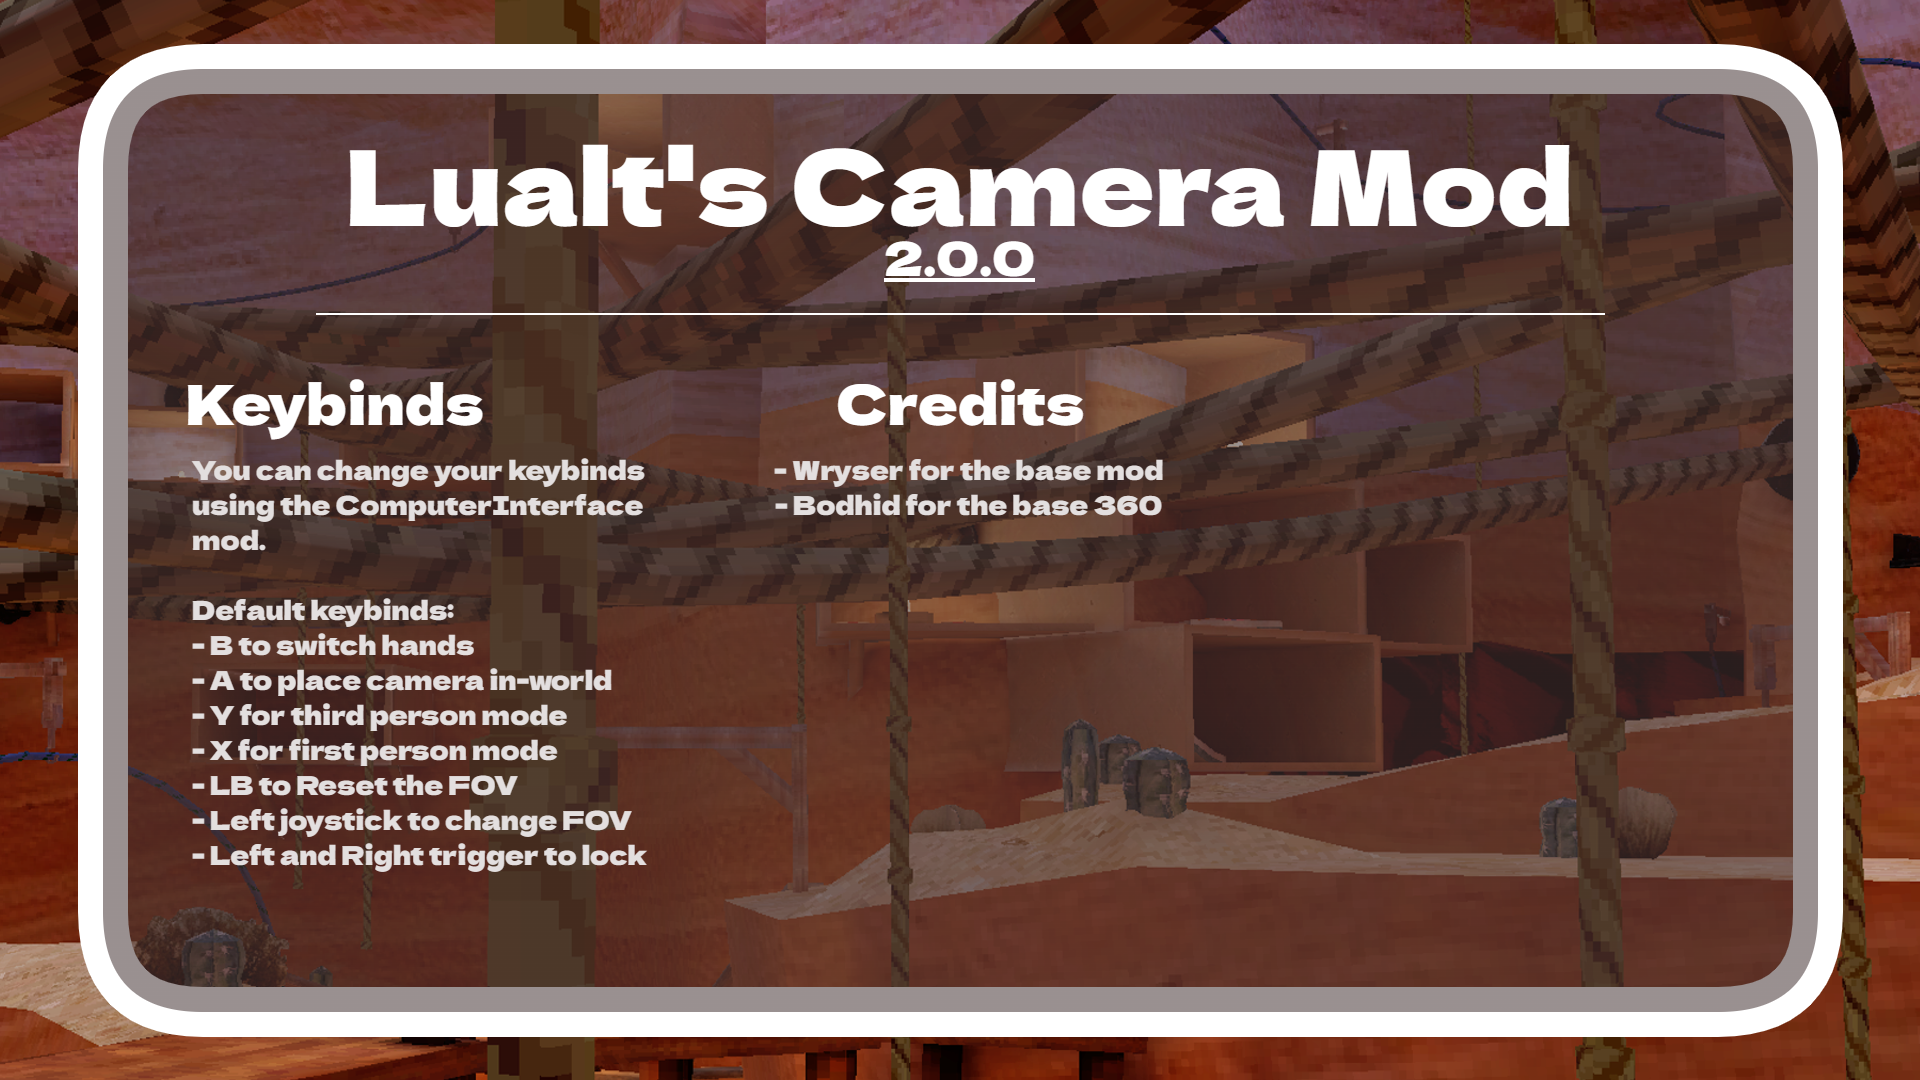 Lualt's Camera Mod
2.0.0
Keybinds
You can change your keybinds
using the ComputerInterface
mod.
Default keybinds:
- B to switch hands
- A to place camera in-world
- Y for third person mode
- X for first person mode
- LB to Reset the FOV
- Left joystick to change FOV
- Left and Right trigger to lock
Credits
- Wryser for the base mod
- Bodhid for the base 360